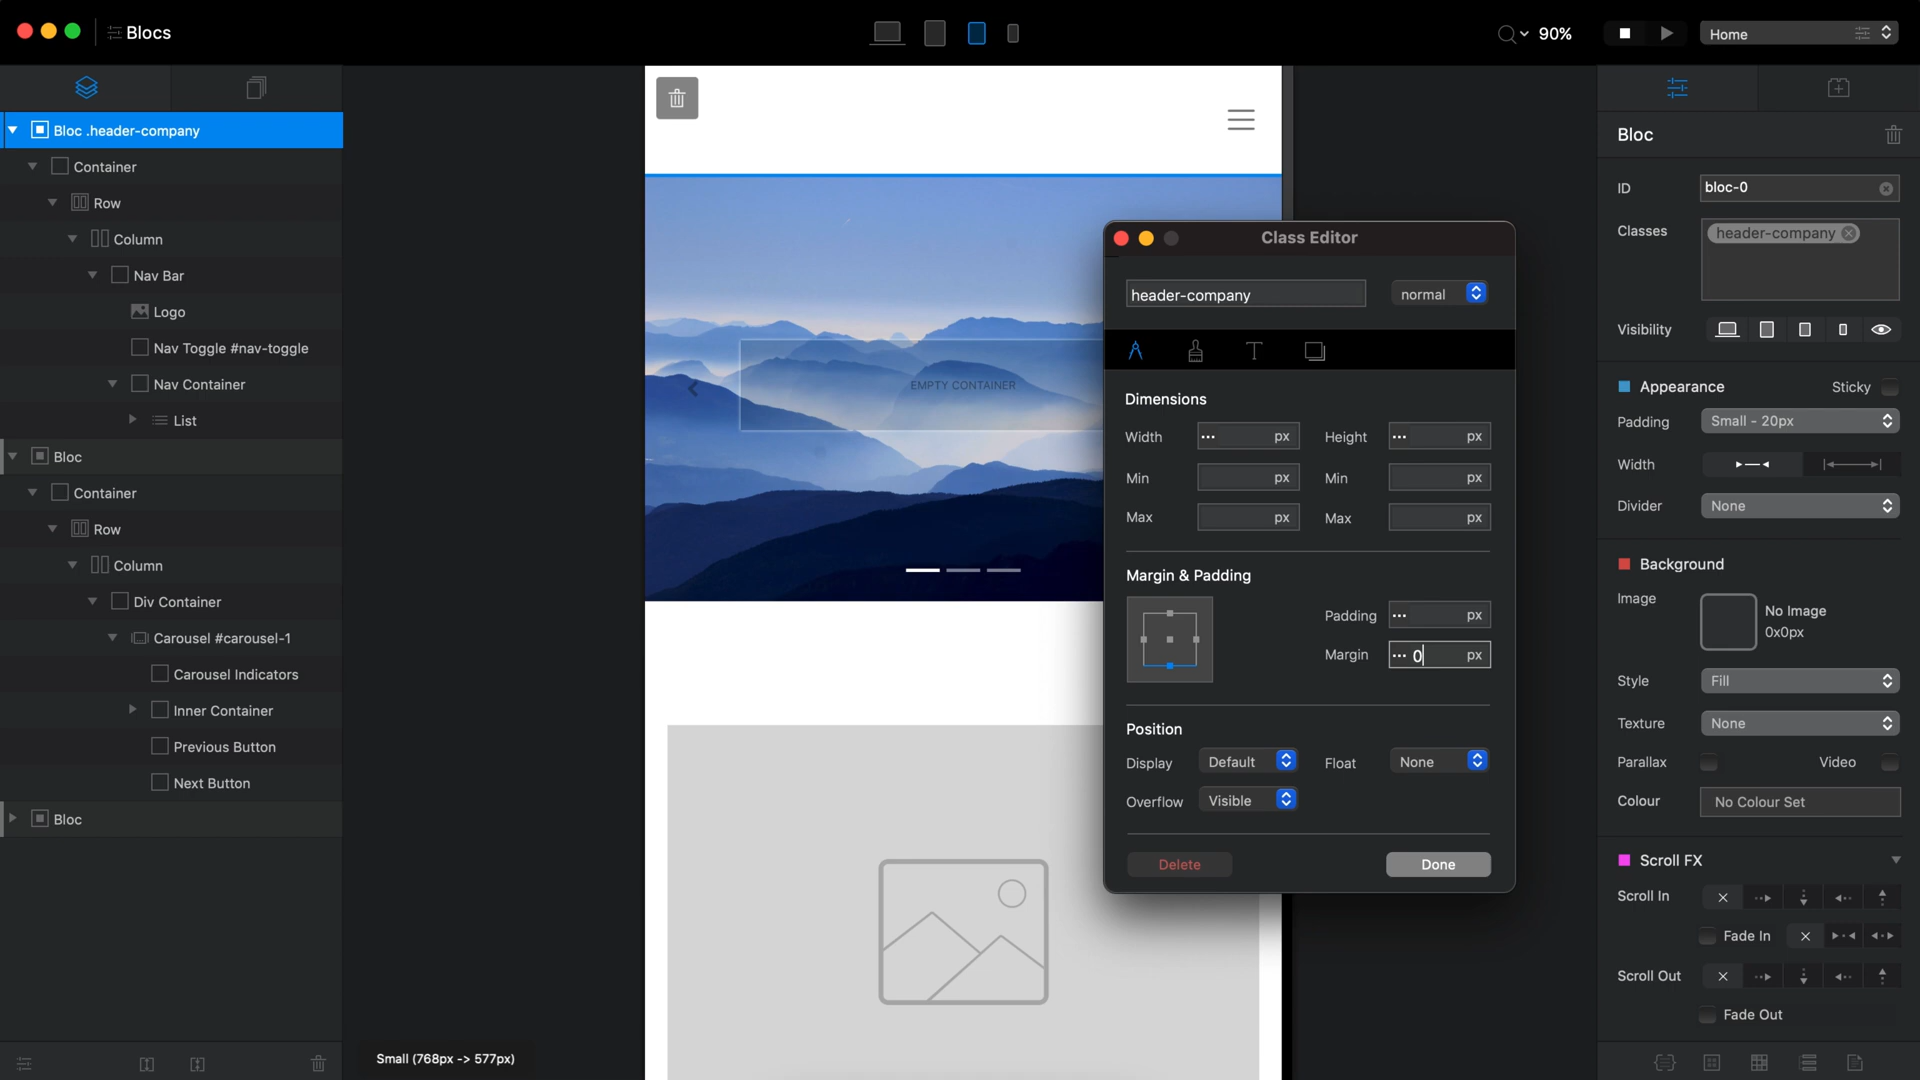 Blocs
90%
Home
Bloc .header-company
Container
Row
Column
Nav Bar
Logo
Nav Toggle #nav-toggle
Nav Container
List
Bloc
Container
Row
Column
Div Container
Carousel #carousel-1
Carousel Indicators
Inner Container
Previous Button
Next Button
Bloc
EMPTY CONTAINER
Small (768px -> 577px)
Class Editor
header-company
normal
Dimensions
Width ... px Height ... px
Min px Min px
Max px Max px
Margin & Padding
Padding ... px
Margin ... 0 px
Position
Display Default Float None
Overflow Visible
Delete Done
Bloc
ID bloc-0
Classes header-company
Visibility
Appearance Sticky
Padding Small - 20px
Width
Divider None
Background
Image No Image
0x0px
Style Fill
Texture None
Parallax Video
Colour No Colour Set
Scroll FX
Scroll In
Fade In
Scroll Out
Fade Out